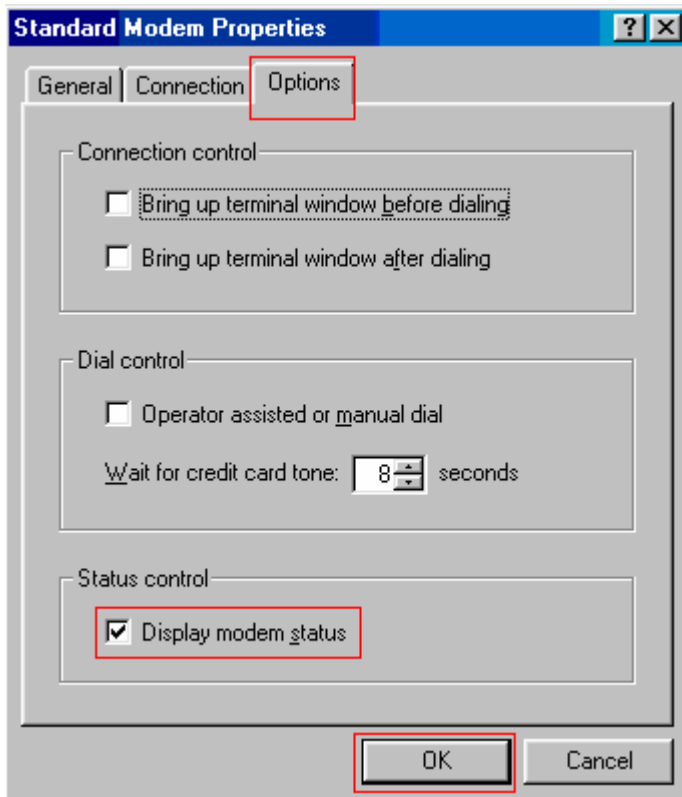 Standard Modem Properties
General Connection Options
Connection control
Bring up terminal window before dialing
Bring up terminal window after dialing
Dial control
Operator assisted or manual dial
Wait for credit card tone: 8 seconds
Status control
Display modem status
OK Cancel